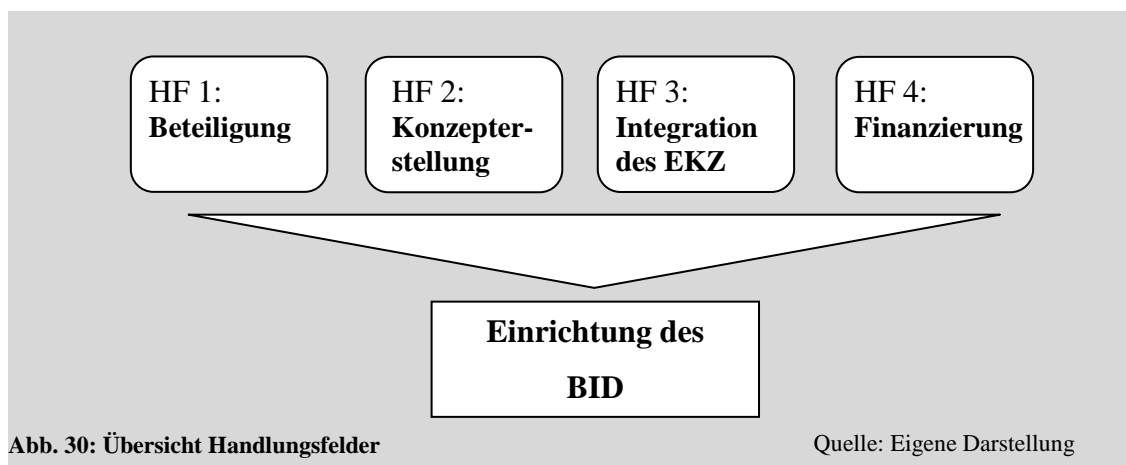 HF 1:
Beteiligung
HF 2:
Konzepter-
stellung
HF 3:
Integration
des EKZ
HF 4:
Finanzierung
Einrichtung des
BID
Abb. 30: Übersicht Handlungsfelder
Quelle: Eigene Darstellung